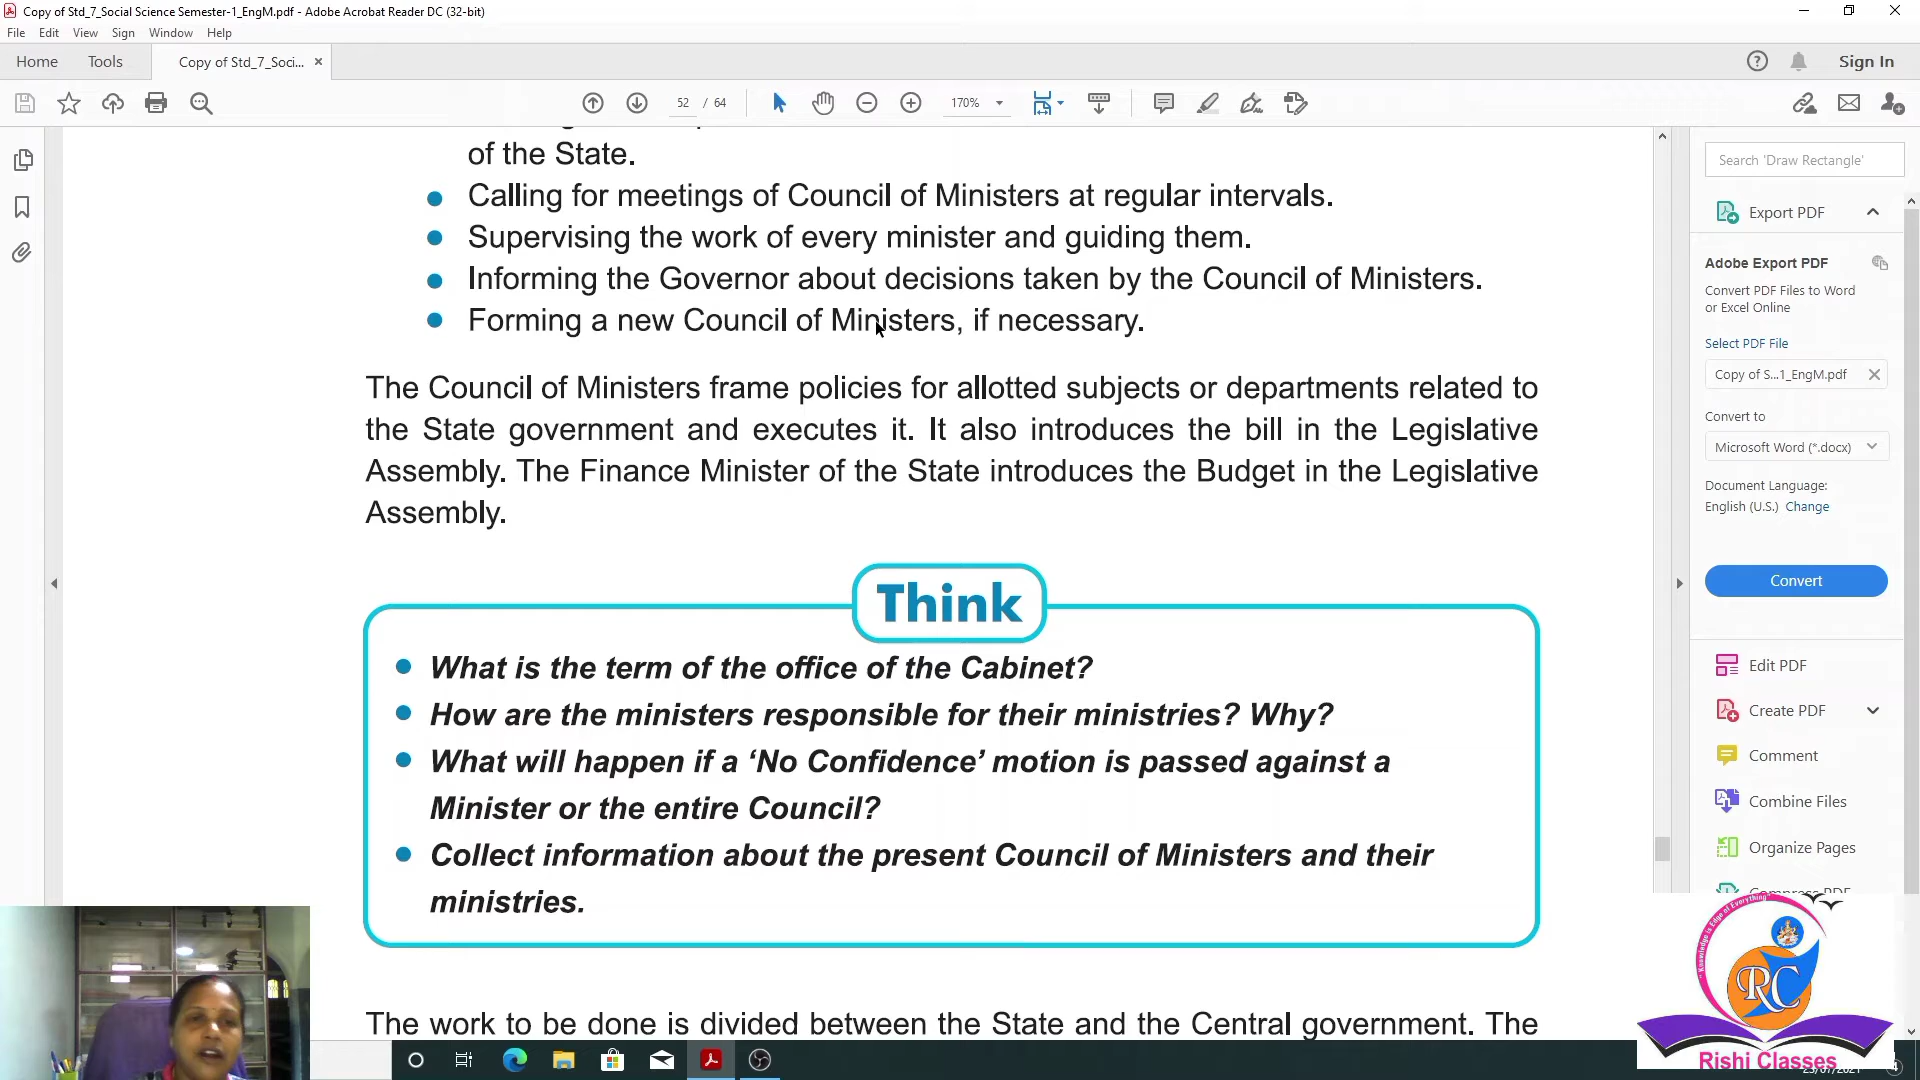 Copy of Std_7_Social Science Semester-1_EngM.pdf - Adobe Acrobat Reader DC (32-bit)
File Edit View Sign Window Help
Home Tools Copy of Std_7_Soci... Sign In
52 / 64 170%
of the State.
Calling for meetings of Council of Ministers at regular intervals.
Supervising the work of every minister and guiding them.
Informing the Governor about decisions taken by the Council of Ministers.
Forming a new Council of Ministers, if necessary.
The Council of Ministers frame policies for allotted subjects or departments related to
the State government and executes it. It also introduces the bill in the Legislative
Assembly. The Finance Minister of the State introduces the Budget in the Legislative
Assembly.
Think
What is the term of the office of the Cabinet?
How are the ministers responsible for their ministries? Why?
What will happen if a ‘No Confidence’ motion is passed against a
Minister or the entire Council?
Collect information about the present Council of Ministers and their
ministries.
The work to be done is divided between the State and the Central government. The
Search 'Draw Rectangle'
Export PDF
Adobe Export PDF
Convert PDF Files to Word
or Excel Online
Select PDF File
Copy of S...1_EngM.pdf
Convert to
Microsoft Word (*.docx)
Document Language:
English (U.S.) Change
Convert
Edit PDF
Create PDF
Comment
Combine Files
Organize Pages
Compress PDF
"Knowledge is Edge of Everything"
RC
Rishi Classes